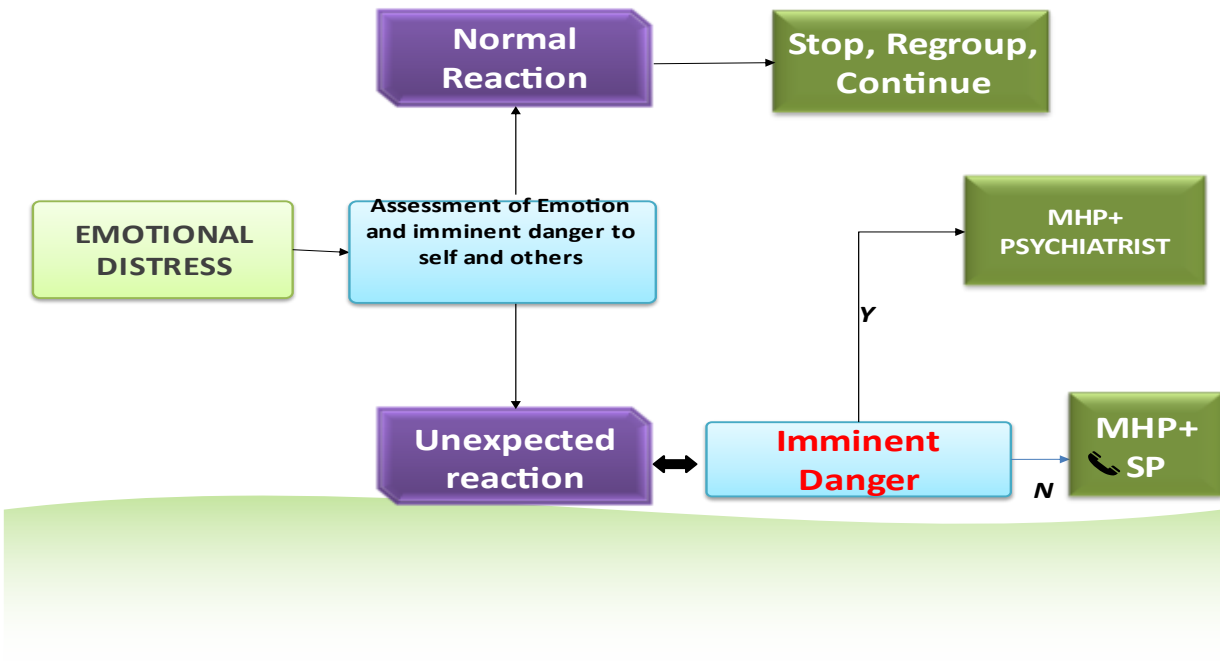 Normal
Reaction
Stop, Regroup,
Continue
EMOTIONAL
DISTRESS
Assessment of Emotion
and imminent danger to
self and others
MHP+
PSYCHIATRIST
Y
Unexpected
reaction
Imminent
Danger
N
MHP+
SP